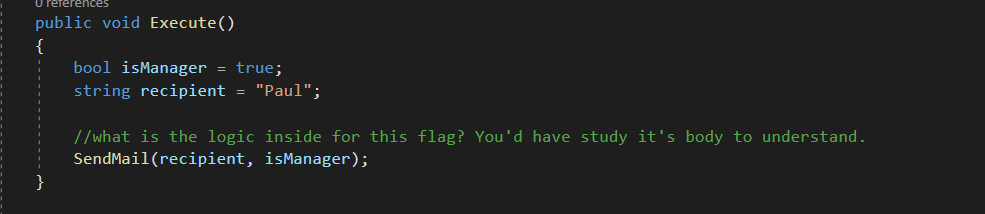 0 references
public void Execute()
{
bool isManager = true;
string recipient = "Paul";
//what is the logic inside for this flag? You'd have study it's body to understand.
SendMail(recipient, isManager);
}